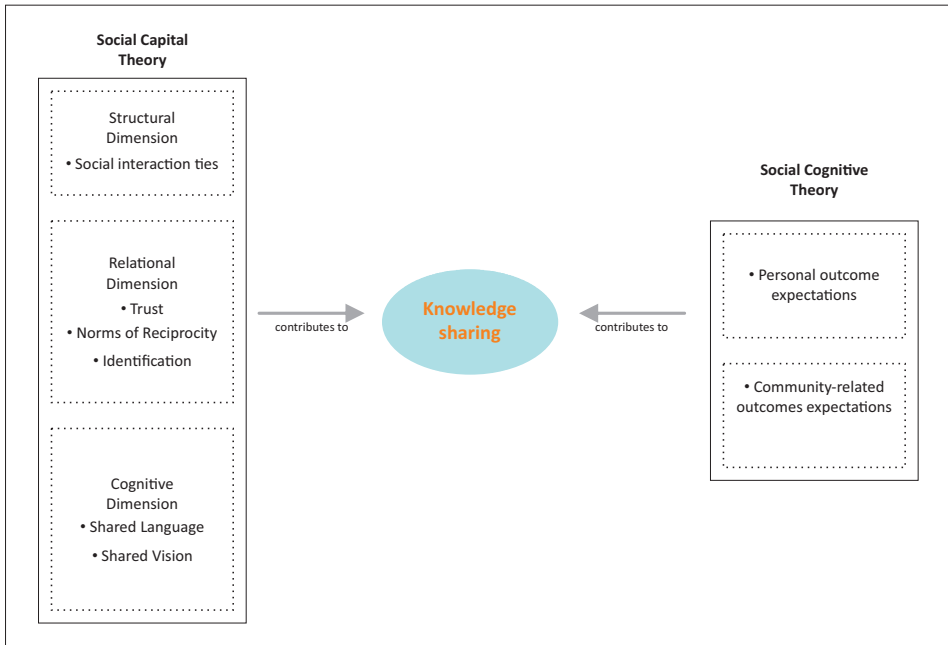 Social Capital
Theory
Structural
Dimension
• Social interaction ties
Relational
Dimension
• Trust
• Norms of Reciprocity
• Identification
Cognitive
Dimension
• Shared Language
• Shared Vision
contributes to
Knowledge
sharing
contributes to
Social Cognitive
Theory
• Personal outcome
expectations
• Community-related
outcomes expectations